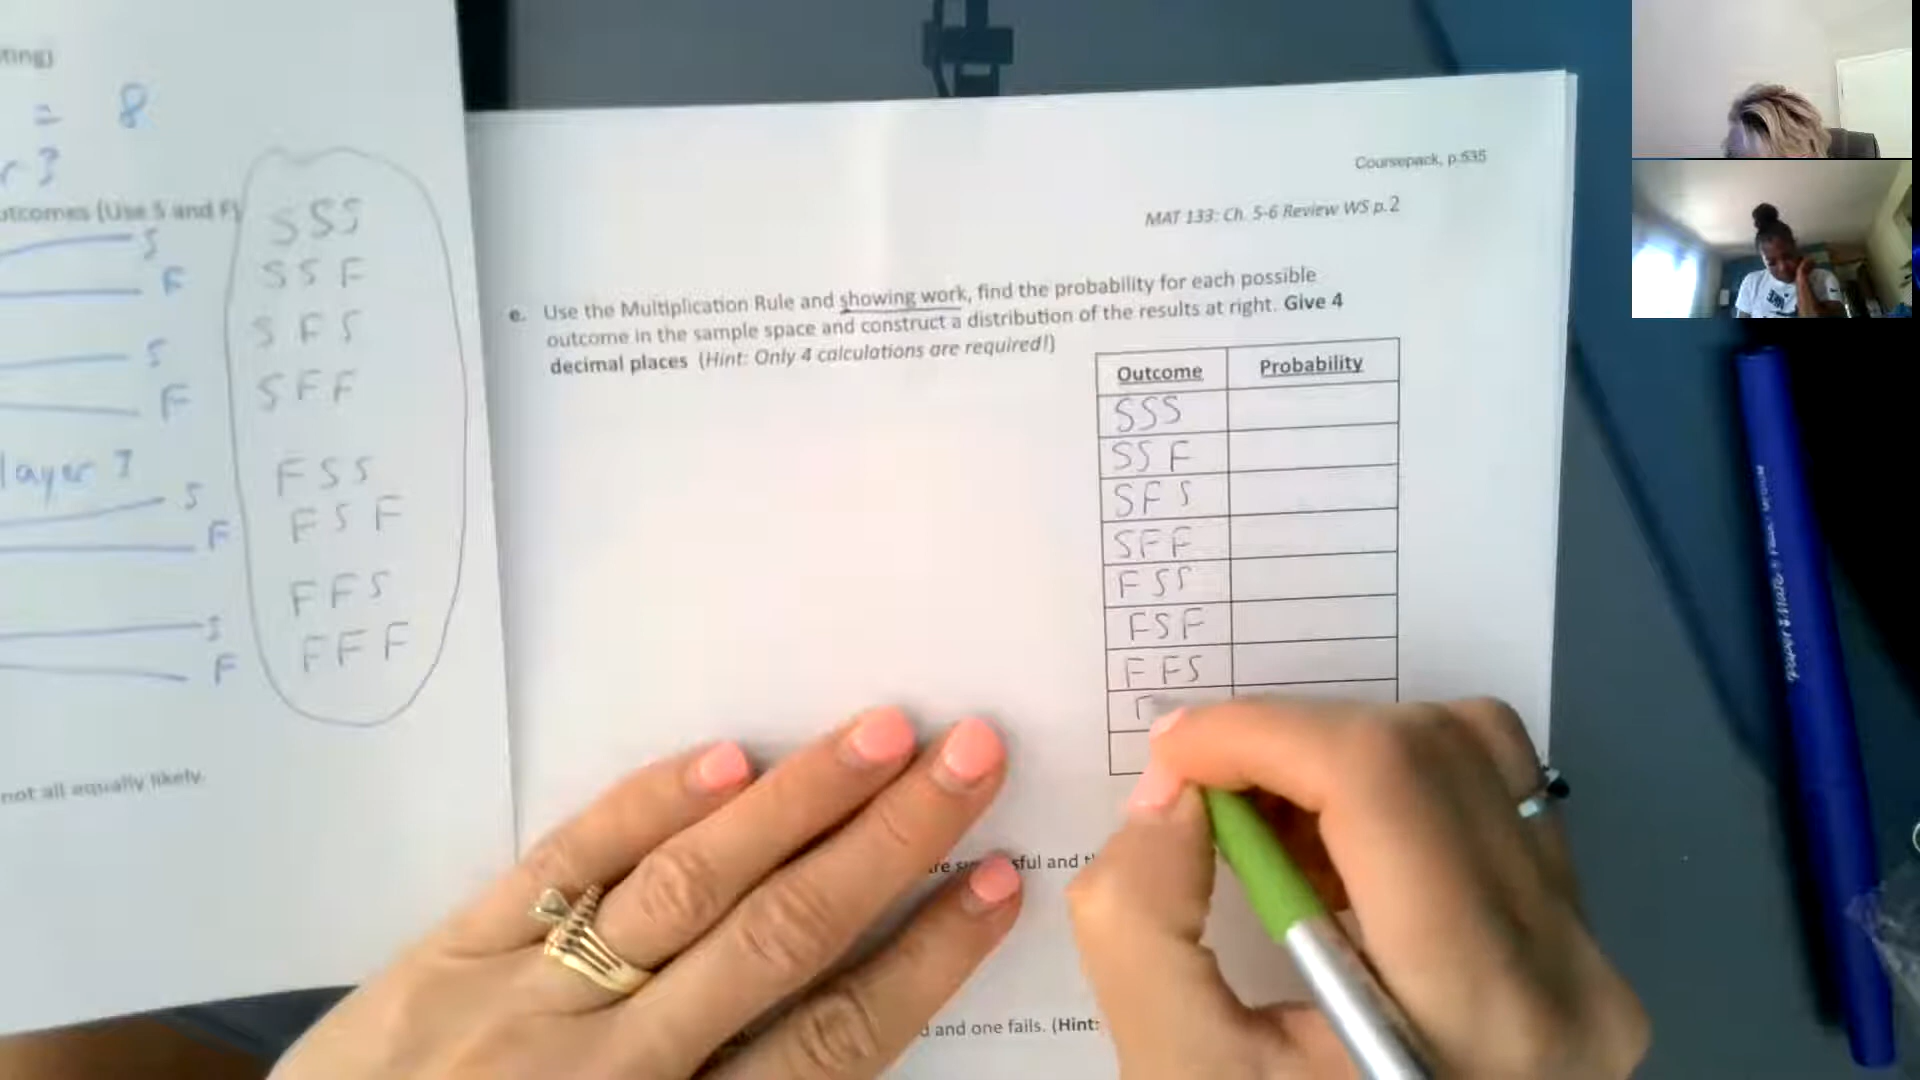 ting)
= 8
r?
utcomes (Use S and F)
S
F
S
F
layer ?
S
F
S
F
SSS
SSF
SFS
SFF
FSS
FSF
FFS
FFF
not all equally likely.
Coursepack, p.535
MAT 133: Ch. 5-6 Review WS p.2
e. Use the Multiplication Rule and showing work, find the probability for each possible
outcome in the sample space and construct a distribution of the results at right. Give 4
decimal places (Hint: Only 4 calculations are required!)
Outcome Probability
SSS
SSF
SFS
SFF
FSS
FSF
FFS
sful and t
and one fails. (Hint: